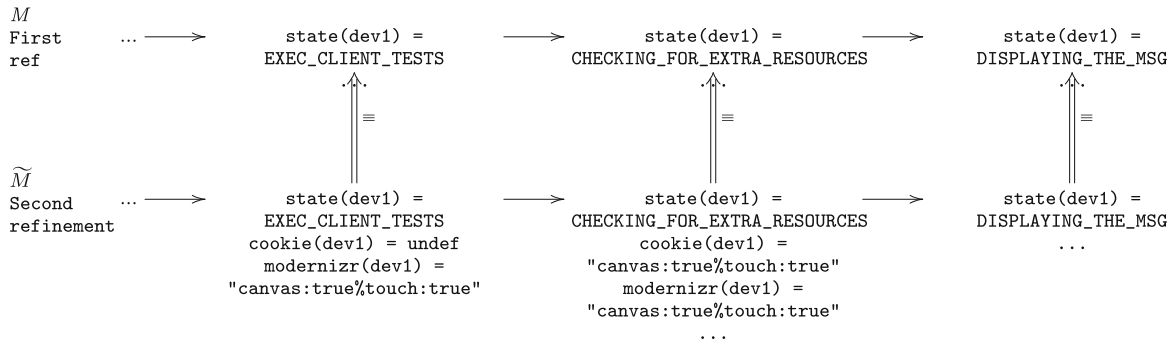 M
First
ref
...
state(dev1) =
EXEC_CLIENT_TESTS
...
state(dev1) =
CHECKING_FOR_EXTRA_RESOURCES
...
state(dev1) =
DISPLAYING_THE_MSG
...
≡
≡
≡
M̃
Second
refinement
...
state(dev1) =
EXEC_CLIENT_TESTS
cookie(dev1) = undef
modernizr(dev1) =
"canvas:true%touch:true"
state(dev1) =
CHECKING_FOR_EXTRA_RESOURCES
cookie(dev1) =
"canvas:true%touch:true"
modernizr(dev1) =
"canvas:true%touch:true"
...
state(dev1) =
DISPLAYING_THE_MSG
...